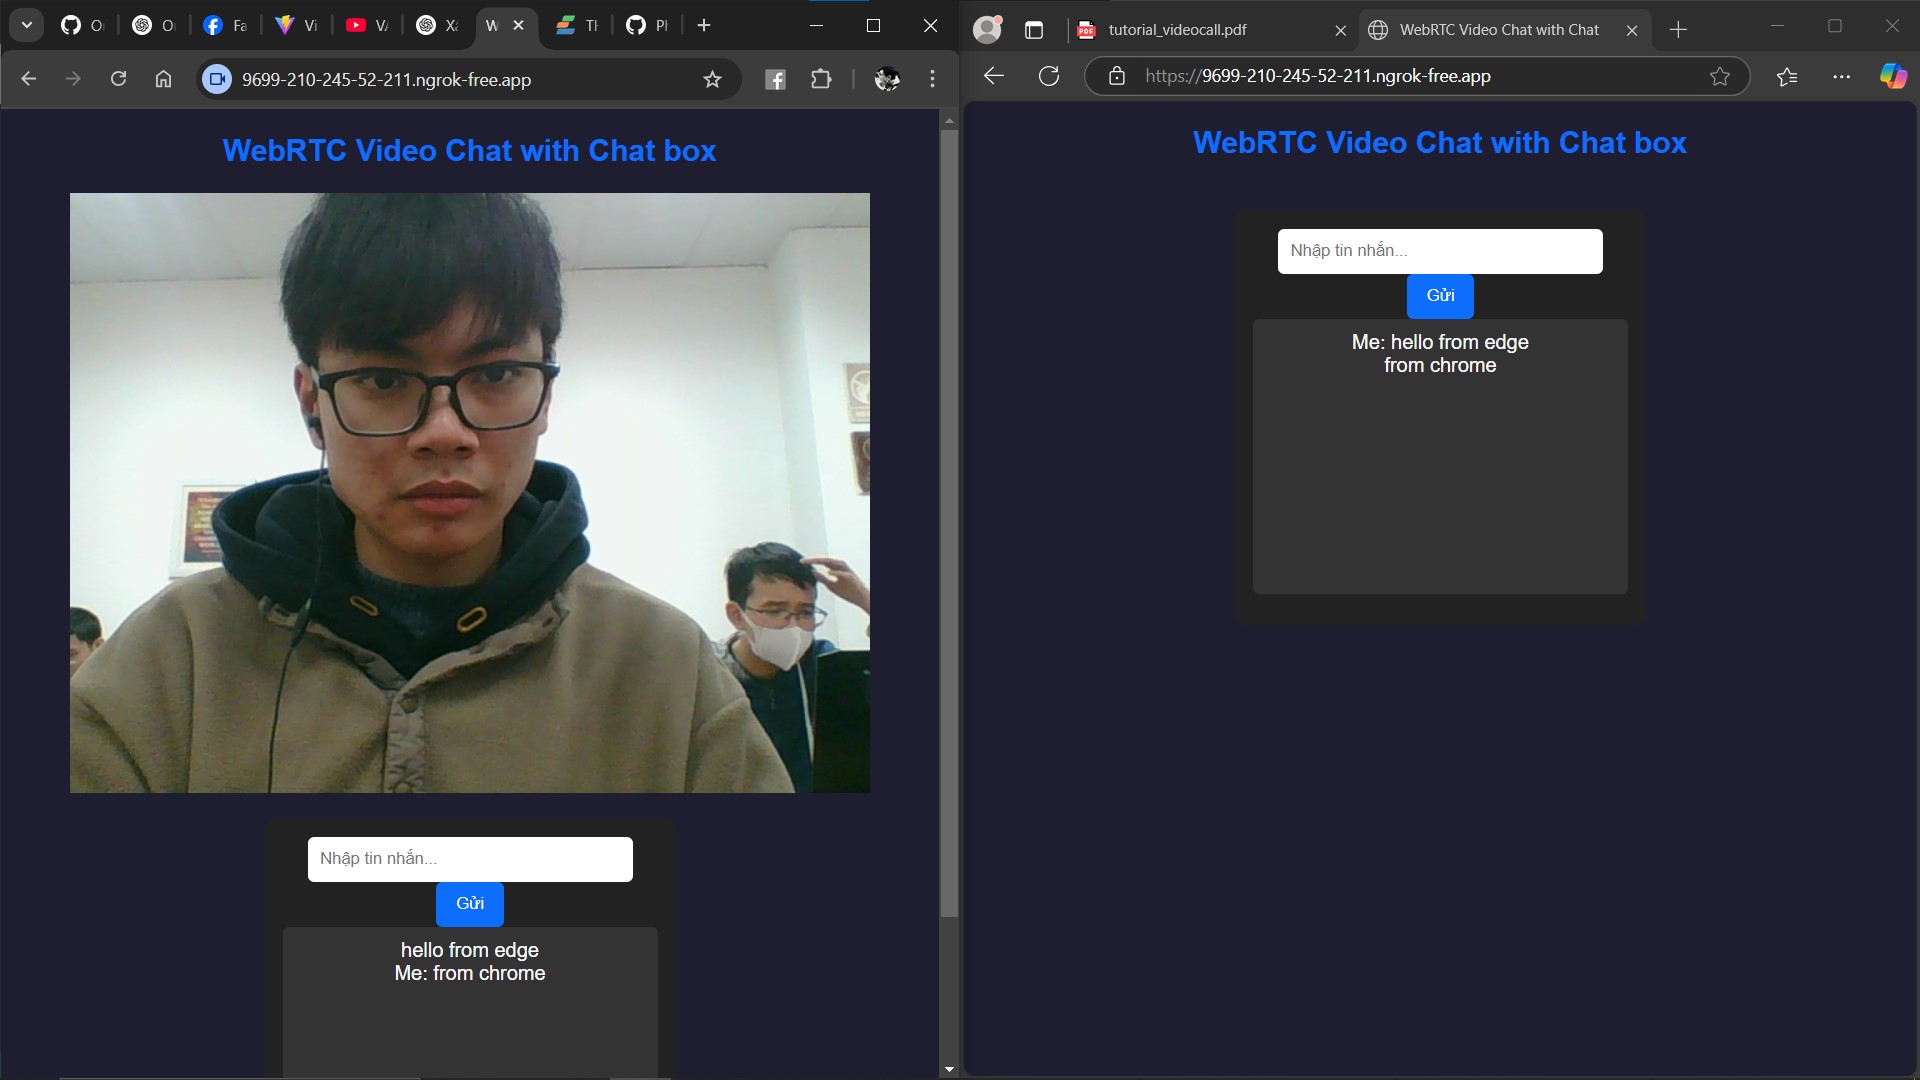 O
O
Fa
Vi
V
X
W
Tl
Pl
9699-210-245-52-211.ngrok-free.app
WebRTC Video Chat with Chat box
Nhập tin nhắn...
Gửi
hello from edge
Me: from chrome
PDF
tutorial_videocall.pdf
WebRTC Video Chat with Chat
https://9699-210-245-52-211.ngrok-free.app
WebRTC Video Chat with Chat box
Nhập tin nhắn...
Gửi
Me: hello from edge
from chrome